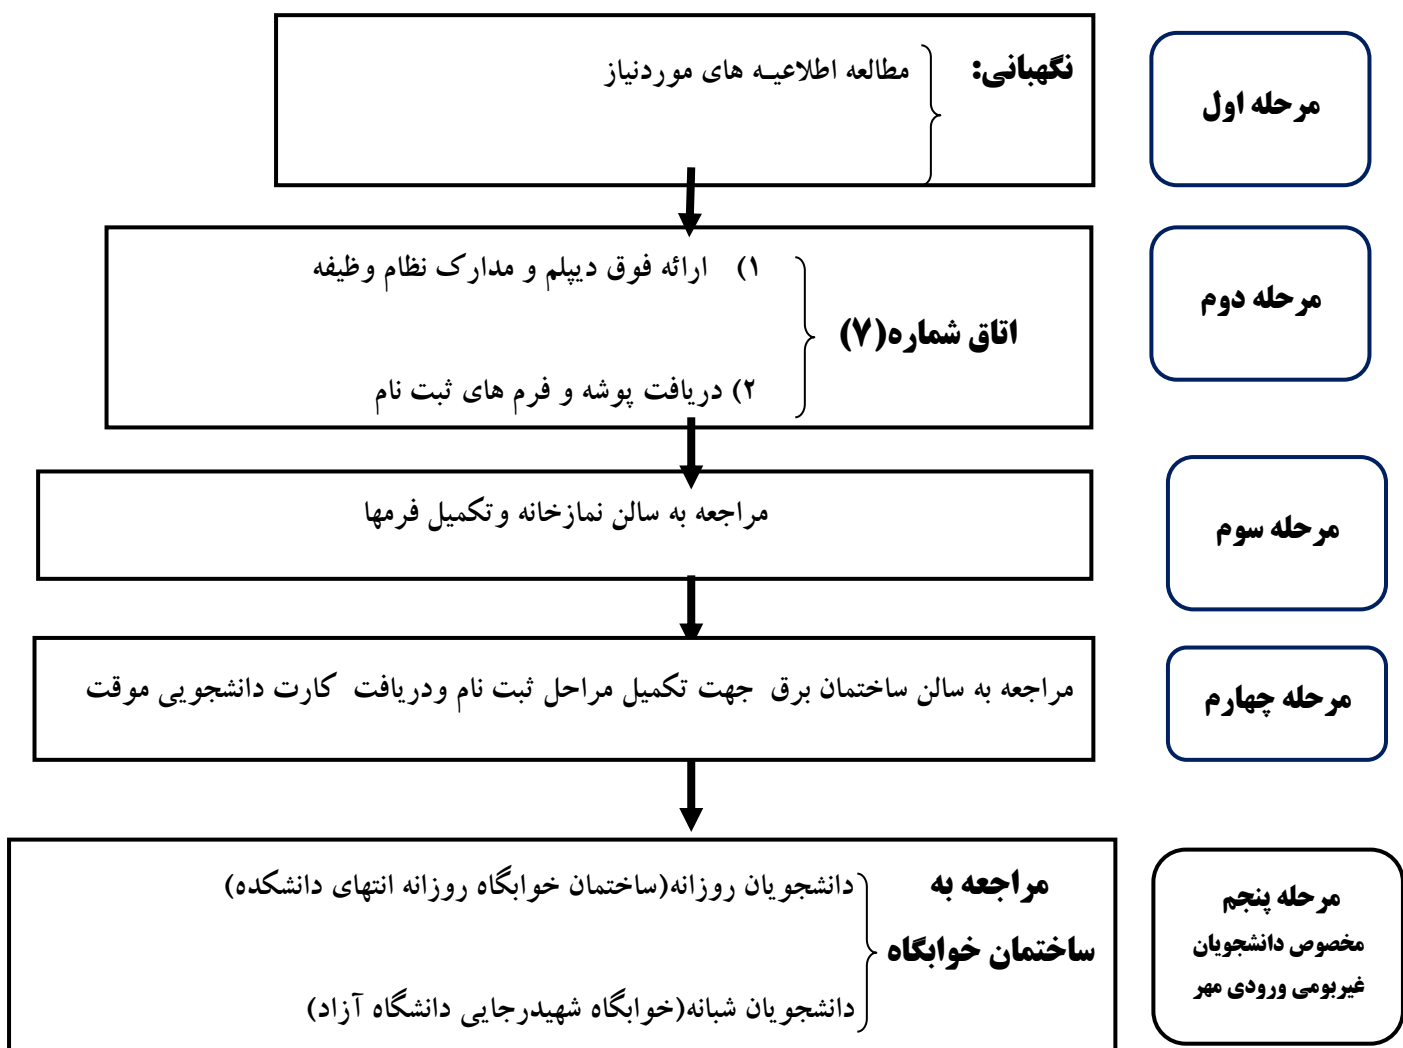 مرحله اول
نگهبانی:
مطالعه اطلاعیـه های موردنیاز
مرحله دوم
اتاق شماره(۷)
۱) ارائه فوق دیپلم و مدارک نظام وظیفه
۲) دریافت پوشه و فرم های ثبت نام
مرحله سوم
مراجعه به سالن نمازخانه وتکمیل فرمها
مرحله چهارم
مراجعه به سالن ساختمان برق جهت تکمیل مراحل ثبت نام ودریافت کارت دانشجویی موقت
مرحله پنجم
مخصوص دانشجویان
غیربومی ورودی مهر
مراجعه به
ساختمان خوابگاه
دانشجویان روزانه(ساختمان خوابگاه روزانه انتهای دانشکده)
دانشجویان شبانه(خوابگاه شهیدرجایی دانشگاه آزاد)